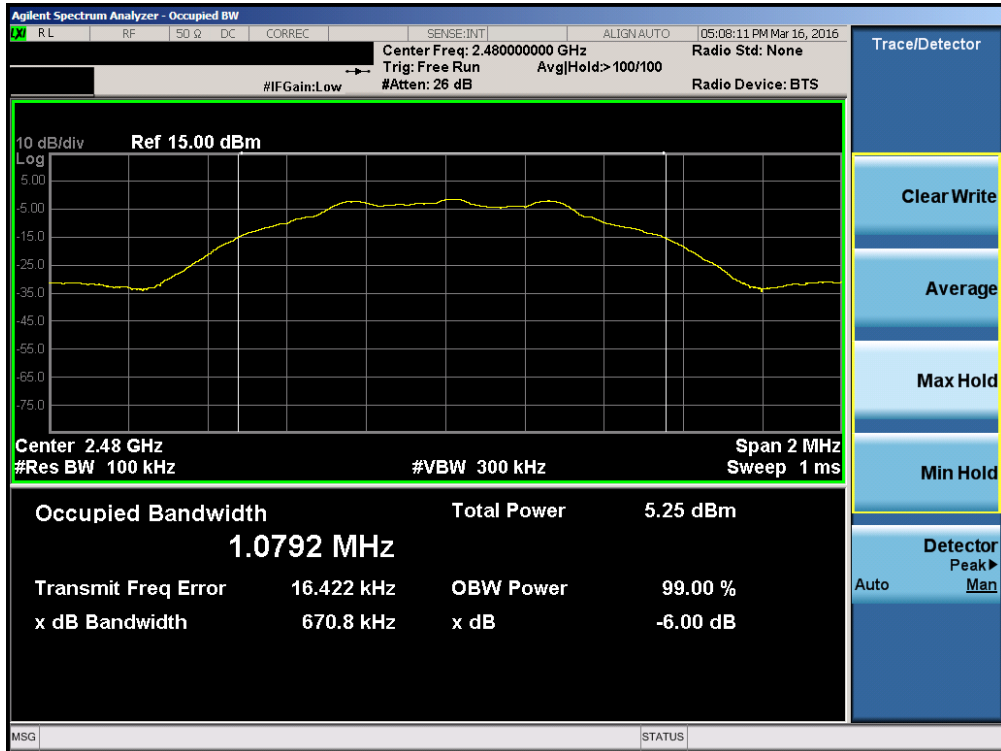 Agilent Spectrum Analyzer - Occupied BW
LXI RL RF 50 Ω DC CORREC SENSE:INT ALIGN AUTO 05:08:11 PM Mar 16, 2016
Center Freq: 2.480000000 GHz Radio Std: None
Trig: Free Run Avg|Hold:>100/100
#IFGain:Low #Atten: 26 dB Radio Device: BTS
10 dB/div Ref 15.00 dBm
Log
5.00
-5.00
-15.0
-25.0
-35.0
-45.0
-55.0
-65.0
-75.0
Center 2.48 GHz Span 2 MHz
#Res BW 100 kHz #VBW 300 kHz Sweep 1 ms
Occupied Bandwidth Total Power 5.25 dBm
1.0792 MHz
Transmit Freq Error 16.422 kHz OBW Power 99.00 %
x dB Bandwidth 670.8 kHz x dB -6.00 dB
MSG STATUS
Trace/Detector
Clear Write
Average
Max Hold
Min Hold
Detector
Peak▶
Auto Man